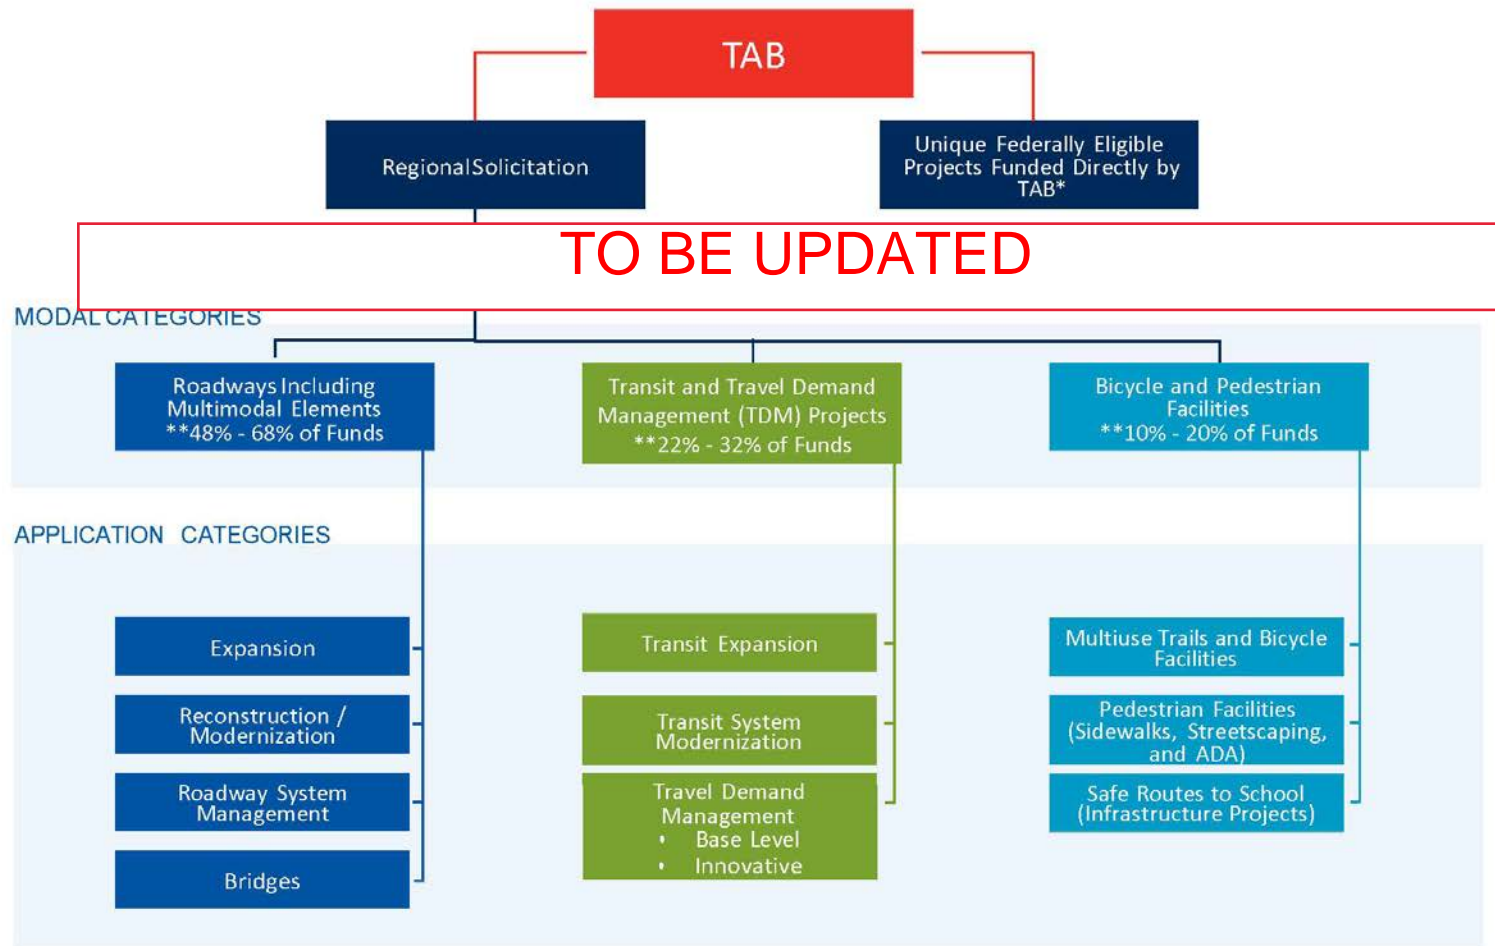 TAB
Regional Solicitation
Unique Federally Eligible
Projects Funded Directly by
TAB*
TO BE UPDATED
MODAL CATEGORIES
Roadways Including
Multimodal Elements
**48% - 68% of Funds
Transit and Travel Demand
Management (TDM) Projects
**22% - 32% of Funds
Bicycle and Pedestrian
Facilities
**10% - 20% of Funds
APPLICATION CATEGORIES
Expansion
Reconstruction /
Modernization
Roadway System
Management
Bridges
Transit Expansion
Transit System
Modernization
Travel Demand
Management
• Base Level
• Innovative
Multiuse Trails and Bicycle
Facilities
Pedestrian Facilities
(Sidewalks, Streetscaping,
and ADA)
Safe Routes to School
(Infrastructure Projects)